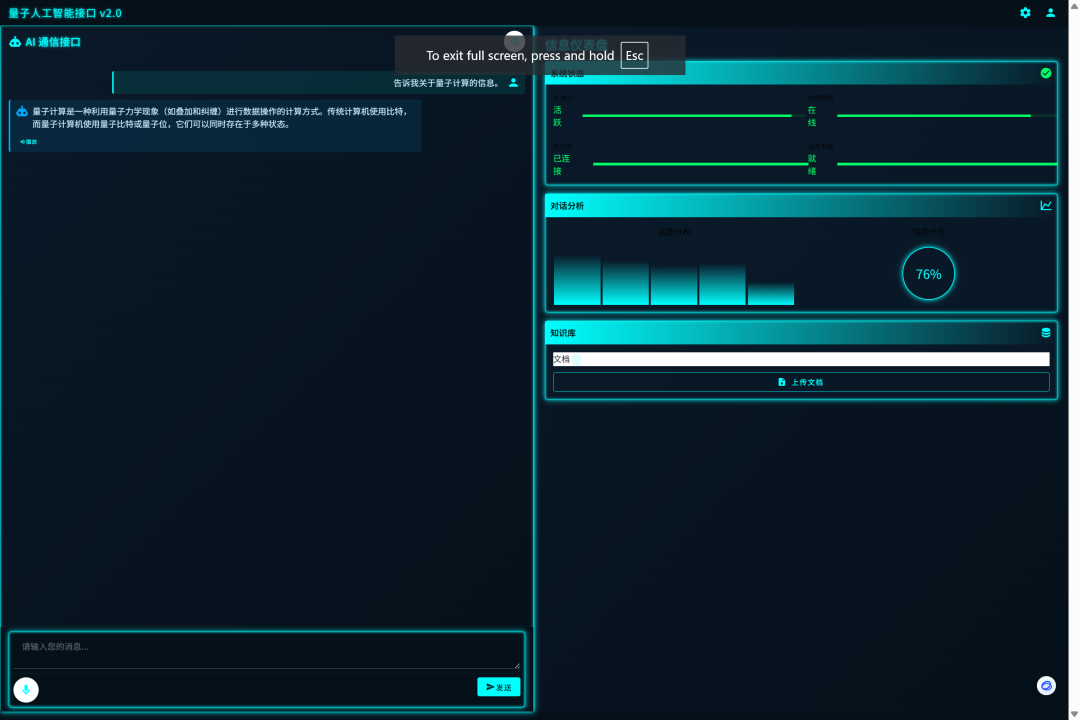 量子人工智能接口 v2.0
AI 通信接口
信息仪表盘
To exit full screen, press and hold Esc
告诉我关于量子计算的信息。
量子计算是一种利用量子力学现象（如叠加和纠缠）进行数据操作的计算方式。传统计算机使用比特，
而量子计算机使用量子比特或量子位，它们可以同时存在于多种状态。
播放
请输入您的消息...
发送
系统状态
活
跃
在
线
已连
接
就
绪
对话分析
话题分布
情感分析
76%
知识库
文档
上传文档